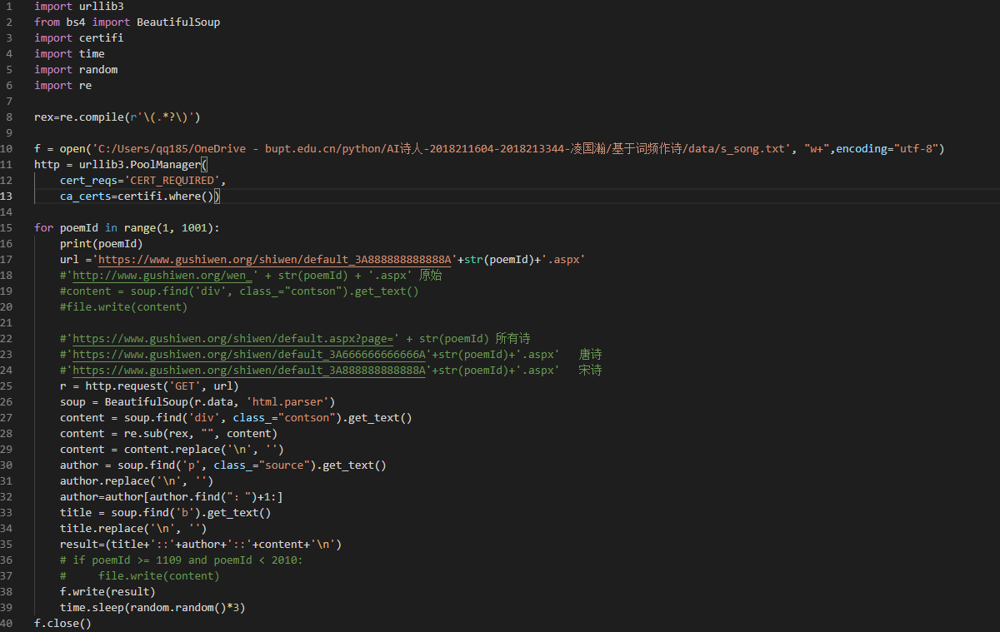 1 import urllib3
2 from bs4 import BeautifulSoup
3 import certifi
4 import time
5 import random
6 import re
7
8 rex=re.compile(r'\(.*?\)')
9
10 f = open('C:/Users/qq185/OneDrive - bupt.edu.cn/python/AI诗人-2018211604-2018213344-凌国瀚/基于词频作诗/data/s_song.txt', "w+",encoding="utf-8")
11 http = urllib3.PoolManager(
12     cert_reqs='CERT_REQUIRED',
13     ca_certs=certifi.where())
14
15 for poemId in range(1, 1001):
16     print(poemId)
17     url ='https://www.gushiwen.org/shiwen/default_3A888888888888A'+str(poemId)+'.aspx'
18     #'http://www.gushiwen.org/wen_' + str(poemId) + '.aspx' 原始
19     #content = soup.find('div', class_="contson").get_text()
20     #file.write(content)
21
22     #'https://www.gushiwen.org/shiwen/default.aspx?page=' + str(poemId) 所有诗
23     #'https://www.gushiwen.org/shiwen/default_3A666666666666A'+str(poemId)+'.aspx'   唐诗
24     #'https://www.gushiwen.org/shiwen/default_3A888888888888A'+str(poemId)+'.aspx'   宋诗
25     r = http.request('GET', url)
26     soup = BeautifulSoup(r.data, 'html.parser')
27     content = soup.find('div', class_="contson").get_text()
28     content = re.sub(rex, "", content)
29     content = content.replace('\n', '')
30     author = soup.find('p', class_="source").get_text()
31     author.replace('\n', '')
32     author=author[author.find("：")+1:]
33     title = soup.find('b').get_text()
34     title.replace('\n', '')
35     result=(title+'::'+author+'::'+content+'\n')
36     # if poemId >= 1109 and poemId < 2010:
37     #     file.write(content)
38     f.write(result)
39     time.sleep(random.random()*3)
40 f.close()